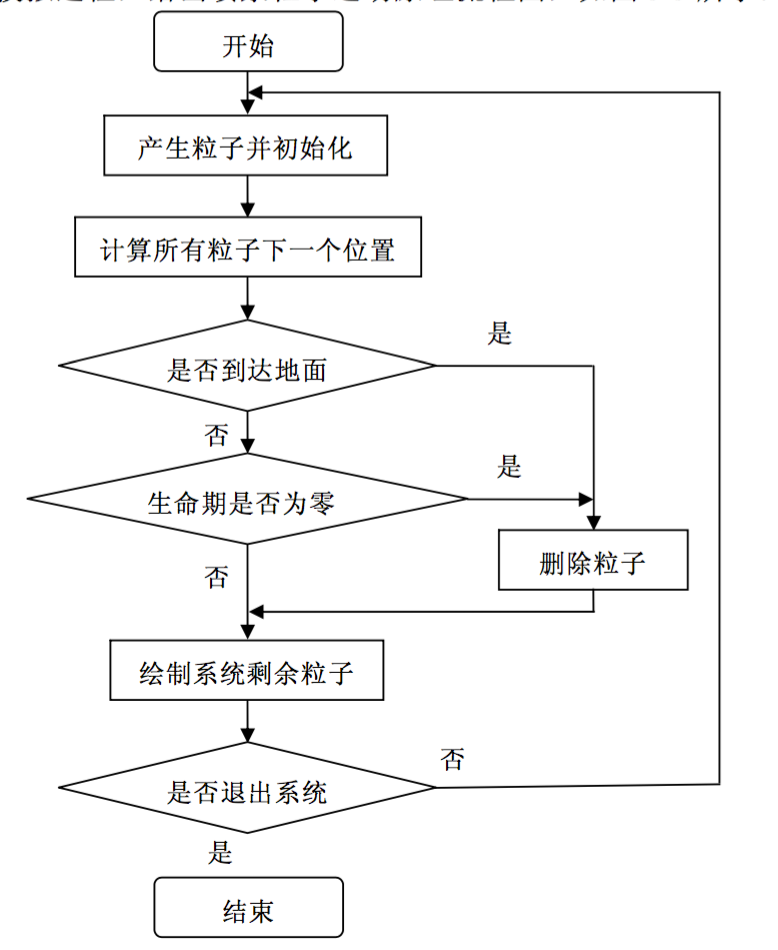 开始
产生粒子并初始化
计算所有粒子下一个位置
是
是否到达地面
否
是
生命期是否为零
删除粒子
否
绘制系统剩余粒子
否
是否退出系统
是
结束